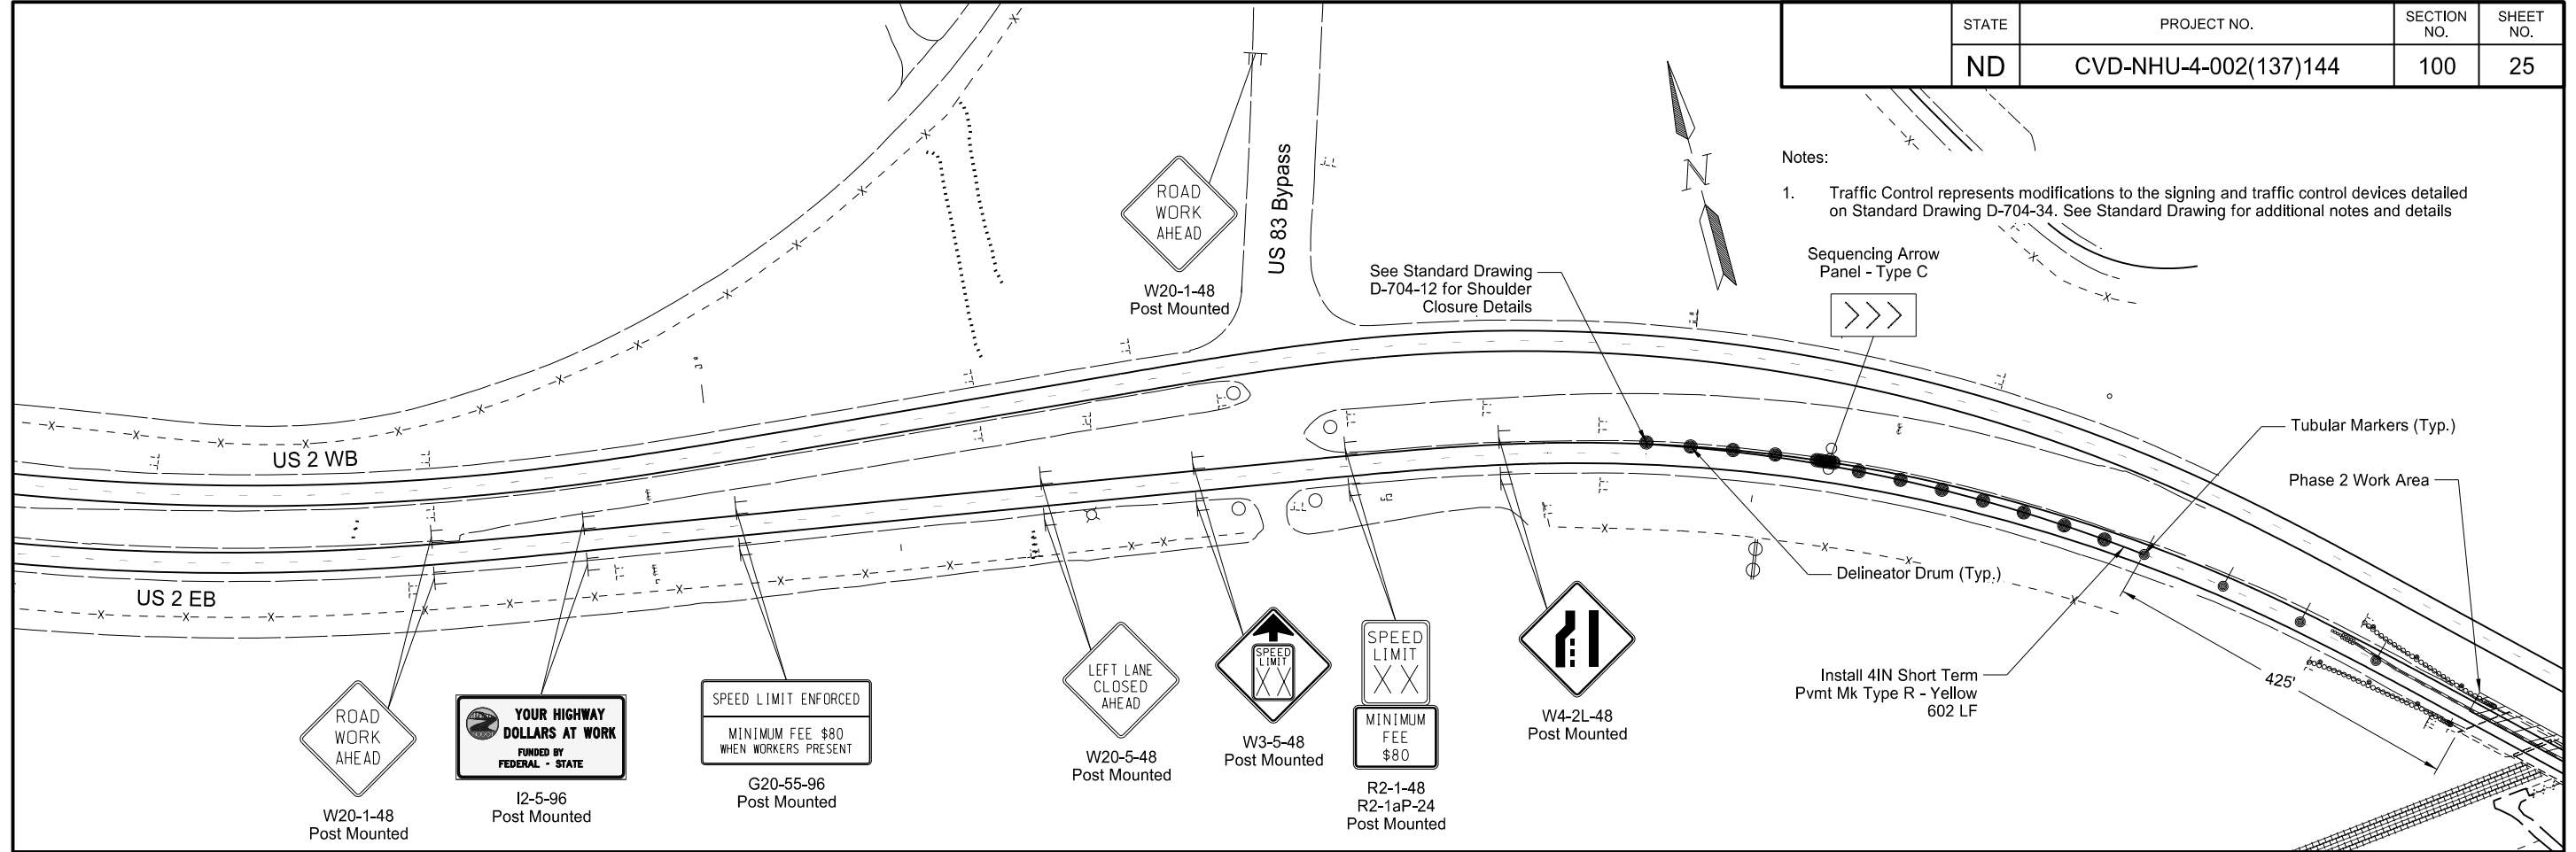 STATE
PROJECT NO.
SECTION
NO.
SHEET
NO.
ND
CVD-NHU-4-002(137)144
100
25
Notes:
1. Traffic Control represents modifications to the signing and traffic control devices detailed
on Standard Drawing D-704-34. See Standard Drawing for additional notes and details
N
US 83 Bypass
ROAD
WORK
AHEAD
W20-1-48
Post Mounted
See Standard Drawing
D-704-12 for Shoulder
Closure Details
Sequencing Arrow
Panel - Type C
Tubular Markers (Typ.)
Phase 2 Work Area
US 2 WB
US 2 EB
Delineator Drum (Typ.)
Install 4IN Short Term
Pvmt Mk Type R - Yellow
602 LF
425'
ROAD
WORK
AHEAD
W20-1-48
Post Mounted
YOUR HIGHWAY
DOLLARS AT WORK
FUNDED BY
FEDERAL - STATE
I2-5-96
Post Mounted
SPEED LIMIT ENFORCED
MINIMUM FEE $80
WHEN WORKERS PRESENT
G20-55-96
Post Mounted
LEFT LANE
CLOSED
AHEAD
W20-5-48
Post Mounted
SPEED
LIMIT
XX
W3-5-48
Post Mounted
SPEED
LIMIT
XX
MINIMUM
FEE
$80
R2-1-48
R2-1aP-24
Post Mounted
W4-2L-48
Post Mounted